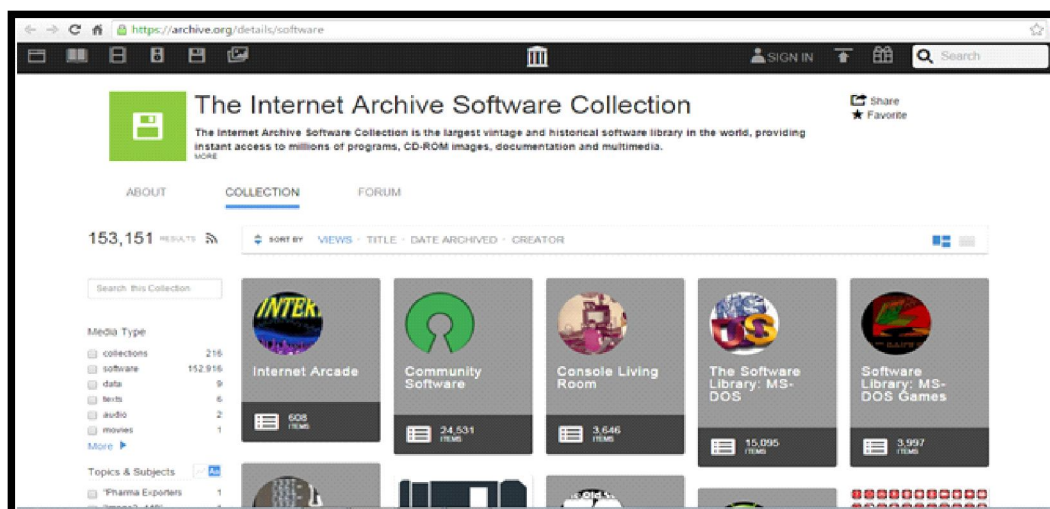 https://archive.org/details/software
SIGN IN
Search
The Internet Archive Software Collection
The Internet Archive Software Collection is the largest vintage and historical software library in the world, providing
instant access to millions of programs, CD-ROM images, documentation and multimedia.
MORE
Share
Favorite
ABOUT COLLECTION FORUM
153,151 RESULTS
SORT BY VIEWS · TITLE · DATE ARCHIVED · CREATOR
Search this Collection
Media Type
collections 216
software 152,916
data 9
texts 6
audio 2
movies 1
More
Topics & Subjects
Aa
"Pharma Exporters 1
INTER
Internet Arcade
608
ITEMS
Community
Software
24,531
ITEMS
Console Living
Room
3,646
ITEMS
The Software
Library: MS-
DOS
15,095
ITEMS
Software
Library: MS-
DOS Games
3,997
ITEMS